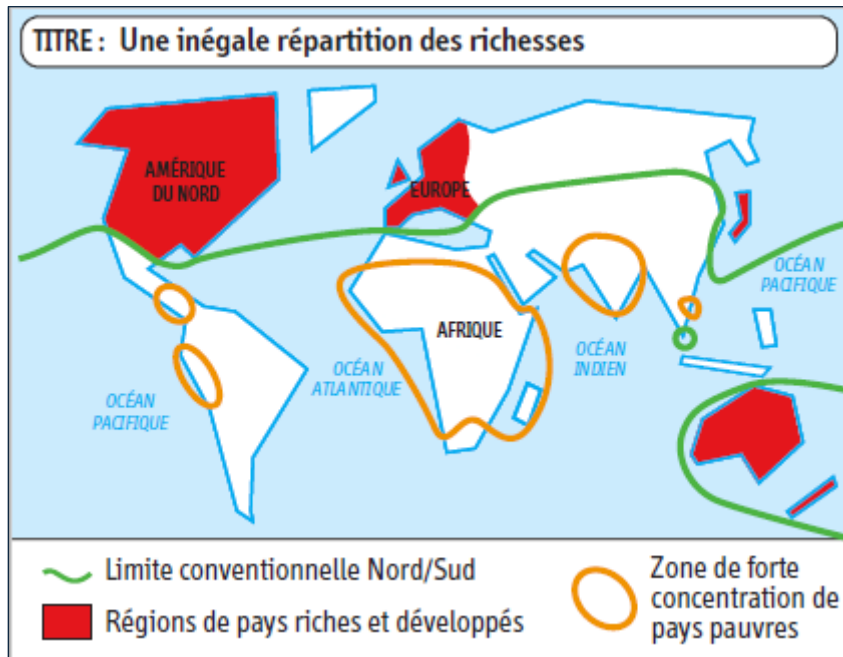 TITRE : Une inégale répartition des richesses
AMÉRIQUE
DU NORD
EUROPE
OCÉAN
PACIFIQUE
AFRIQUE
OCÉAN
ATLANTIQUE
OCÉAN
INDIEN
OCÉAN
PACIFIQUE
Limite conventionnelle Nord/Sud
Régions de pays riches et développés
Zone de forte
concentration de
pays pauvres